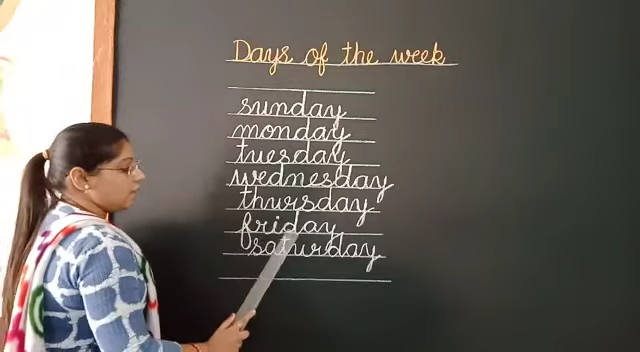 Days of the week
sunday
monday
tuesday
wednesday
thursday
friday
saturday